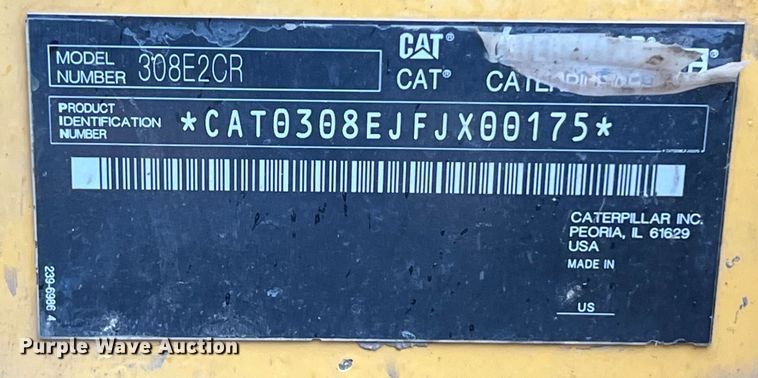 MODEL
NUMBER 308E2CR
CAT®
CAT®
PRODUCT
IDENTIFICATION
NUMBER *CAT0308EJFJX00175*
CATERPILLAR INC.
PEORIA, IL 61629
USA
MADE IN
US
239-6986 4
Purple Wave Auction